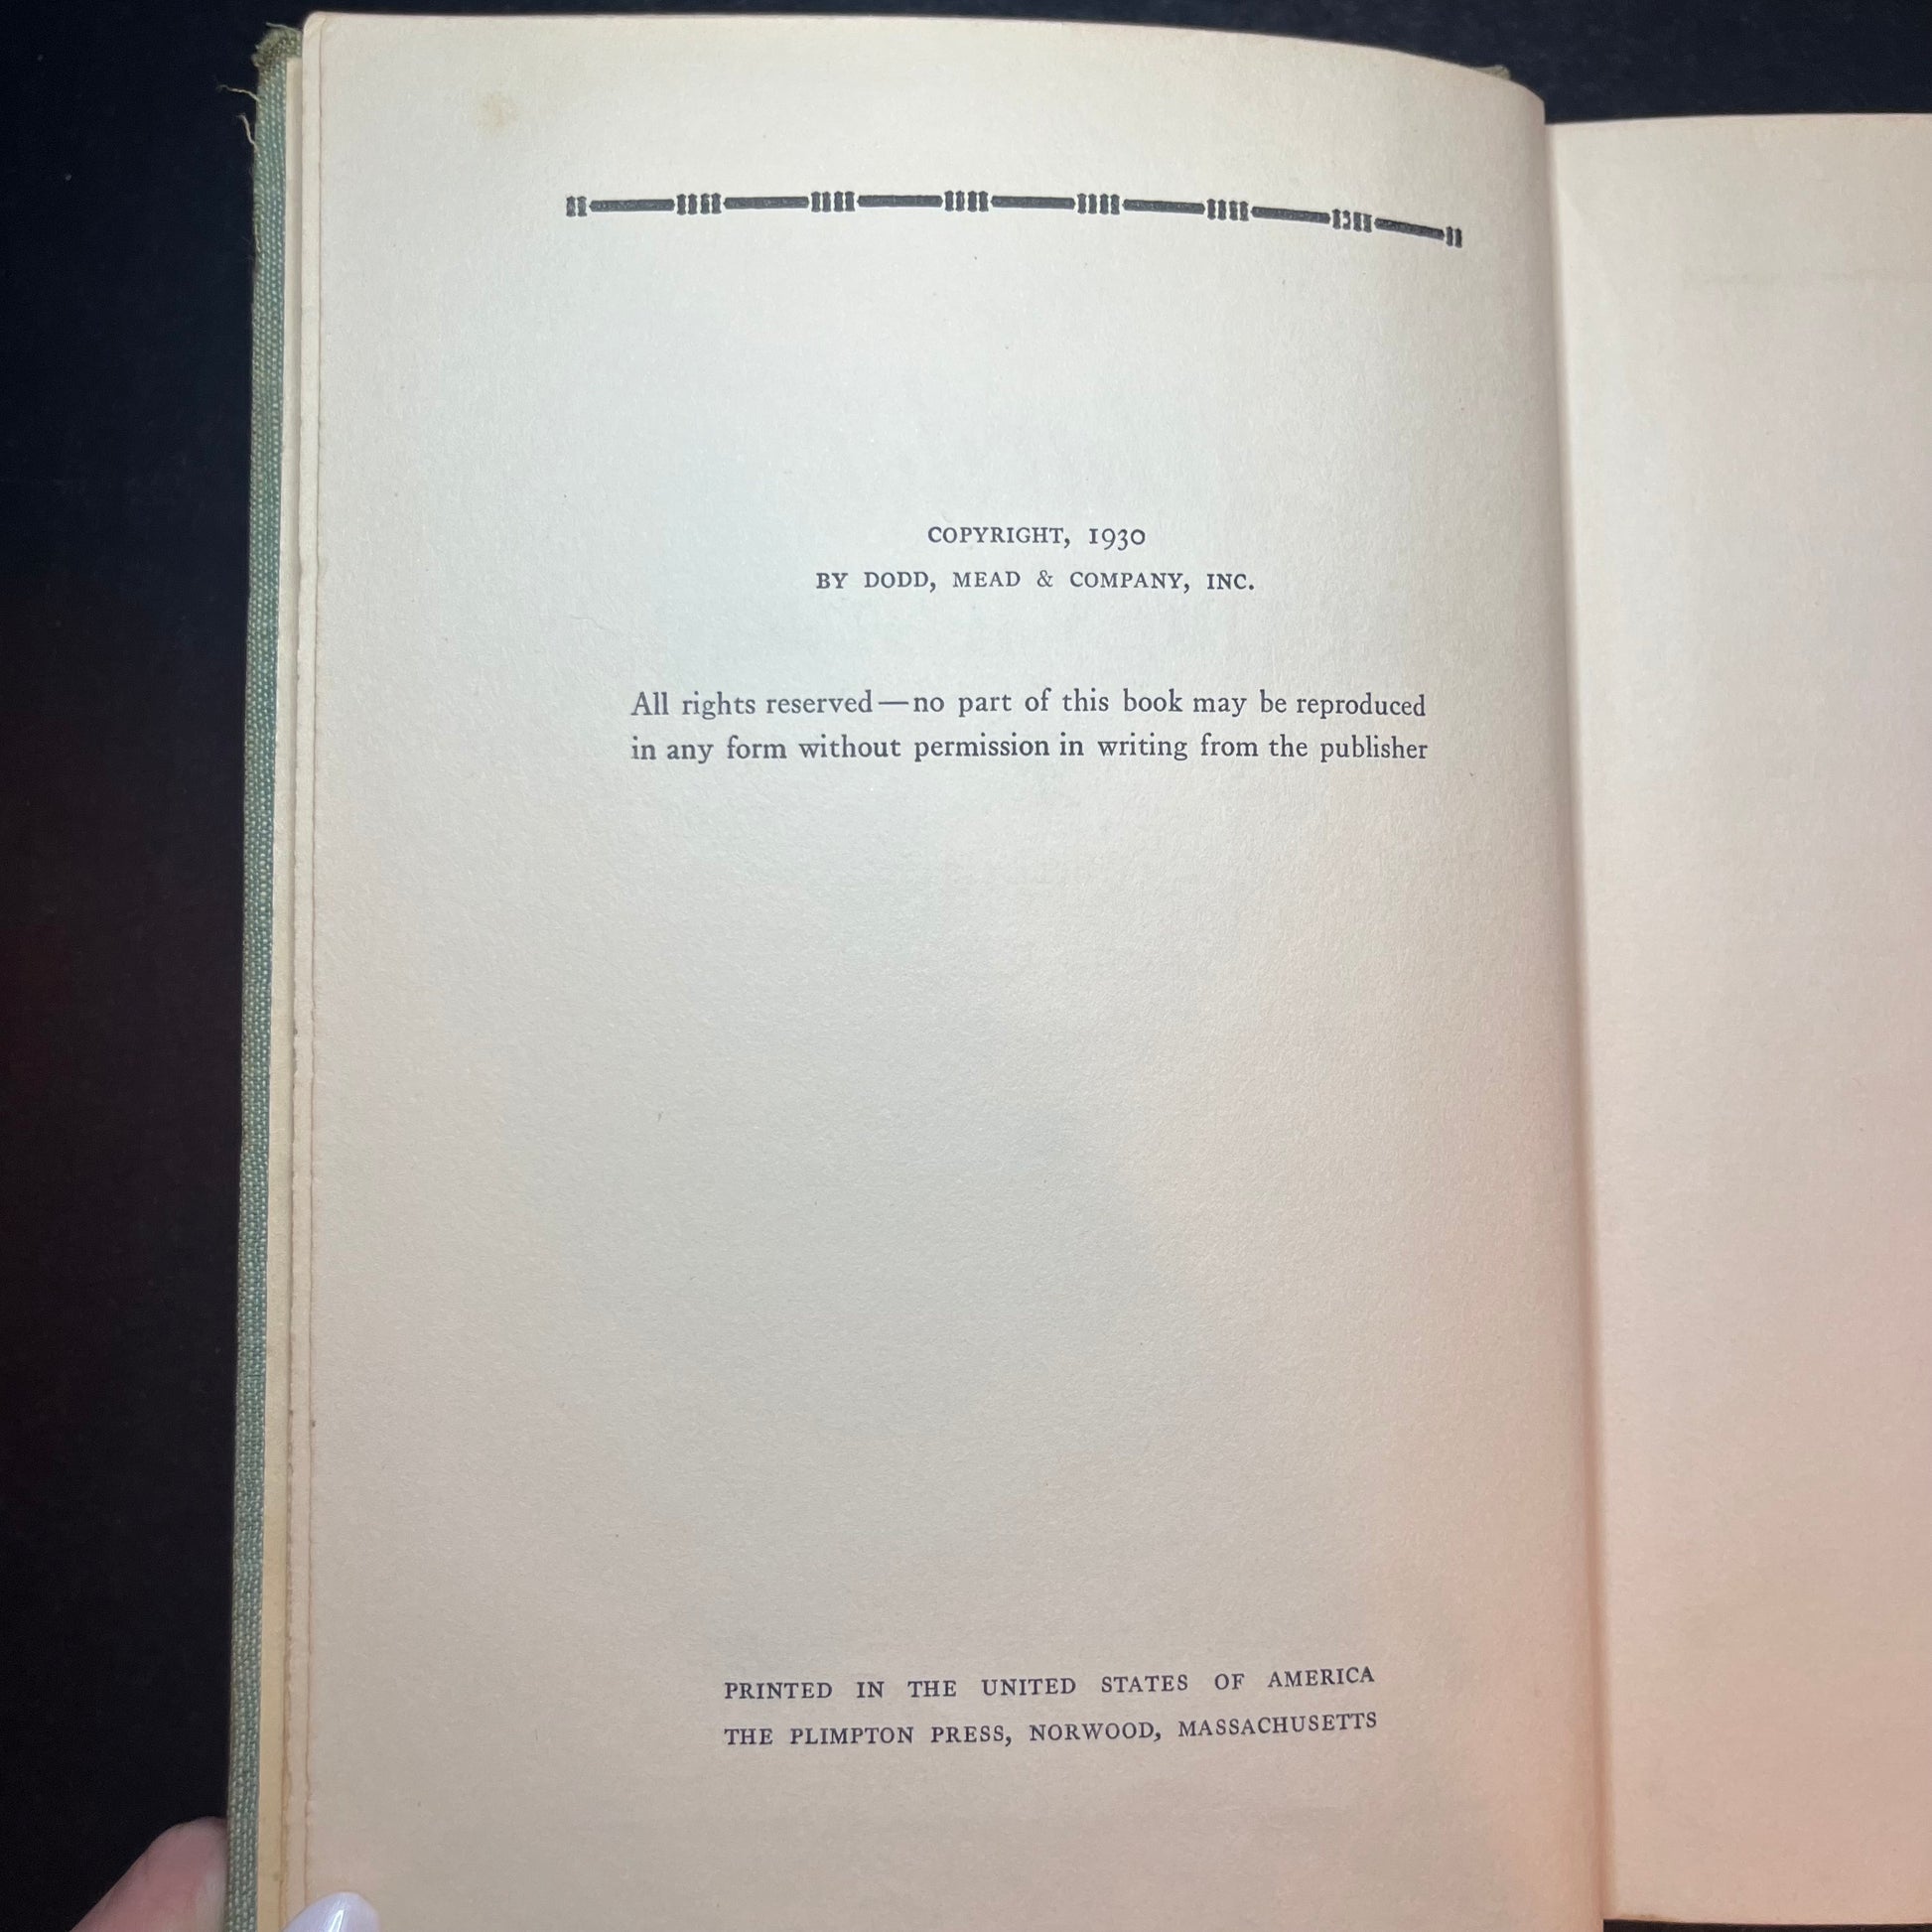 COPYRIGHT, 1930
BY DODD, MEAD & COMPANY, INC.
All rights reserved—no part of this book may be reproduced
in any form without permission in writing from the publisher
PRINTED IN THE UNITED STATES OF AMERICA
THE PLIMPTON PRESS, NORWOOD, MASSACHUSETTS